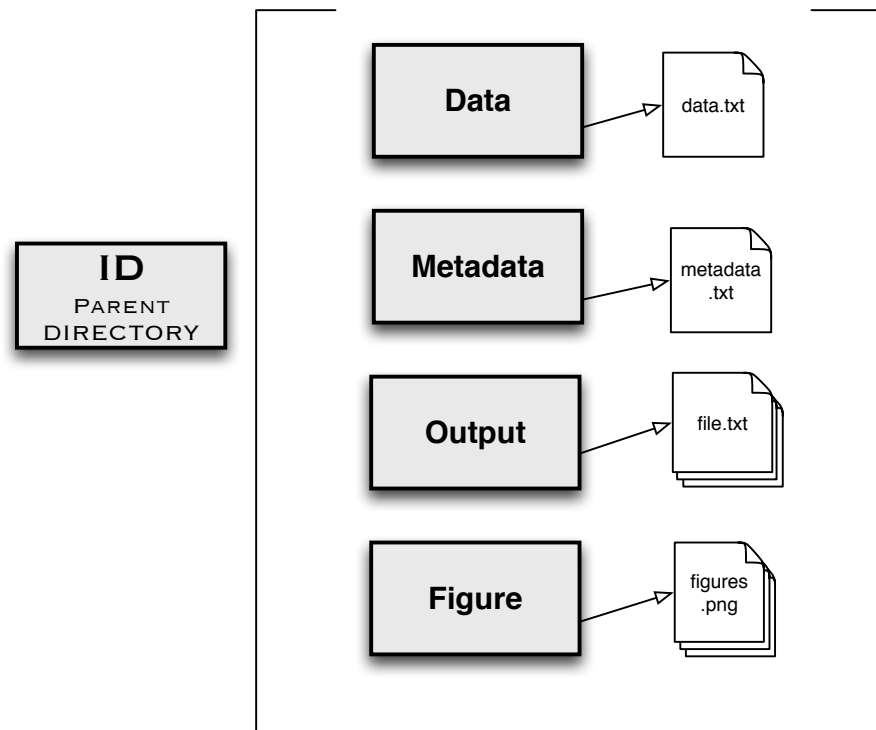 Data
data.txt
Metadata
metadata
.txt
ID
PARENT
DIRECTORY
Output
file.txt
Figure
figures
.png